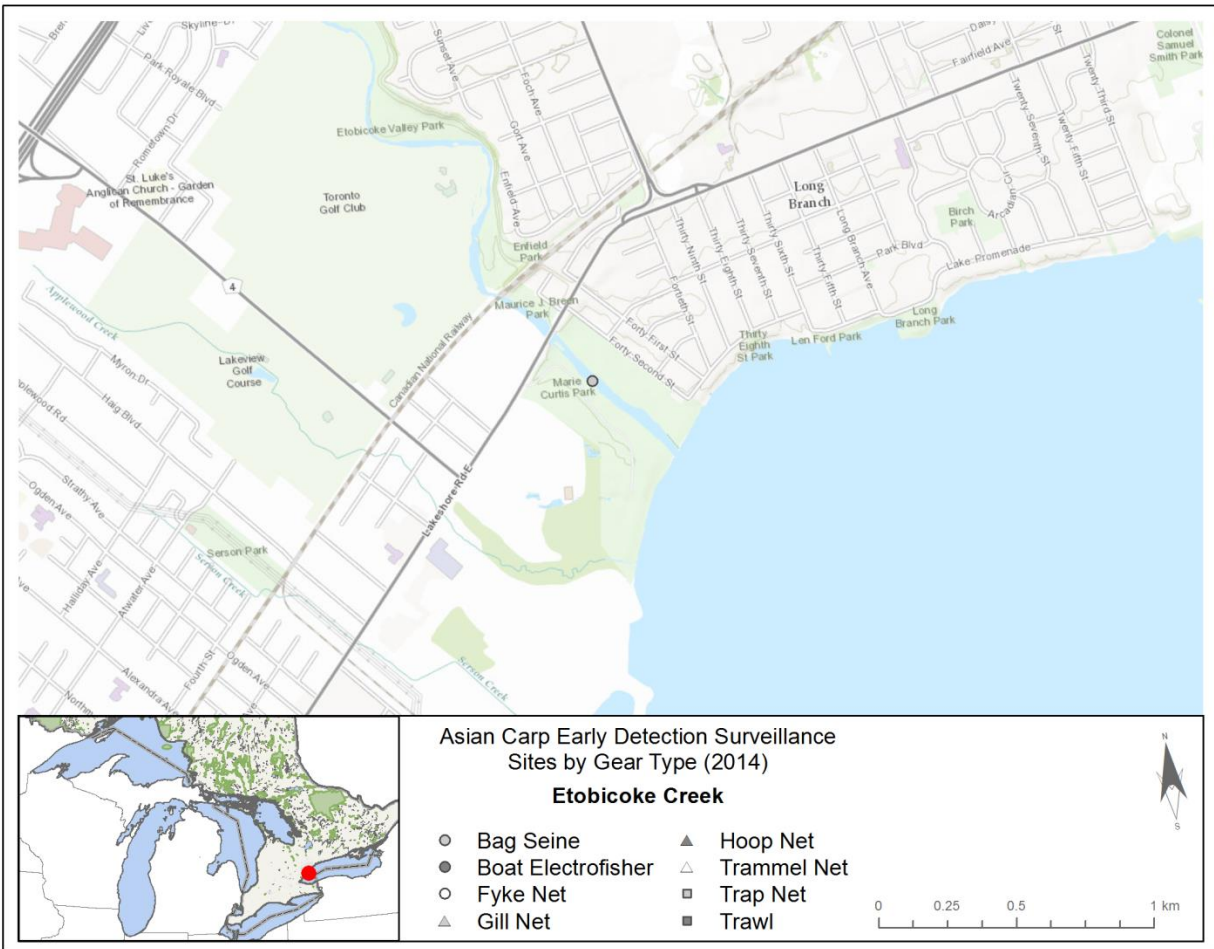 Skyline Dr
Park Royale Blvd
Rometown Dr
Sunset Ave
Foch Ave
Gort Ave
Enfield Ave
Etobicoke Valley Park
Fairfield Ave
Colonel
Samuel
Smith Park
Twenty Third St
Twenty Seventh St
Twenty Fifth St
St. Luke's
Anglican Church - Garden
of Remembrance
Toronto
Golf Club
Long
Branch
Arcadian Cir
Birch
Park
Park Blvd
Lake Promenade
Long Branch Ave
Thirty Sixth St
Thirty Fifth St
Thirty Seventh St
Thirty Eighth St
Thirty Ninth St
Fortieth St
Forty First St
Forty Second St
Enfield
Park
Maurice J. Breen
Park
4
Applewood Creek
Canadian National Railway
Long
Branch Park
Len Ford Park
Thirty
Eighth
St Park
Lakeview
Golf
Course
Myron Dr
Haig Blvd
Marie
Curtis Park
Lakeshore Rd E
Strathy Ave
Ogden Ave
Halliday Ave
Atwater Ave
Serson Park
Serson Creek
Fourth St
Ogden Ave
Alexandra Ave
Serson Creek
Asian Carp Early Detection Surveillance
Sites by Gear Type (2014)
Etobicoke Creek
N
S
Bag Seine
Boat Electrofisher
Fyke Net
Gill Net
Hoop Net
Trammel Net
Trap Net
Trawl
0 0.25 0.5 1 km